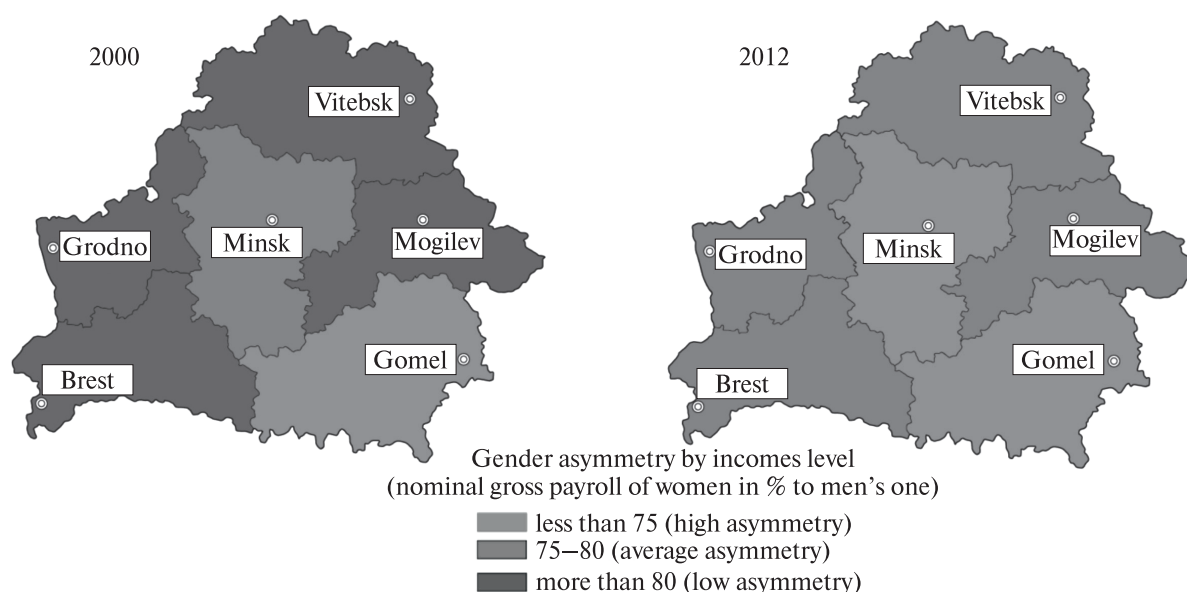 2000
Vitebsk
Grodno
Minsk
Mogilev
Brest
Gomel
2012
Vitebsk
Grodno
Minsk
Mogilev
Brest
Gomel
Gender asymmetry by incomes level
(nominal gross payroll of women in % to men's one)
less than 75 (high asymmetry)
75–80 (average asymmetry)
more than 80 (low asymmetry)